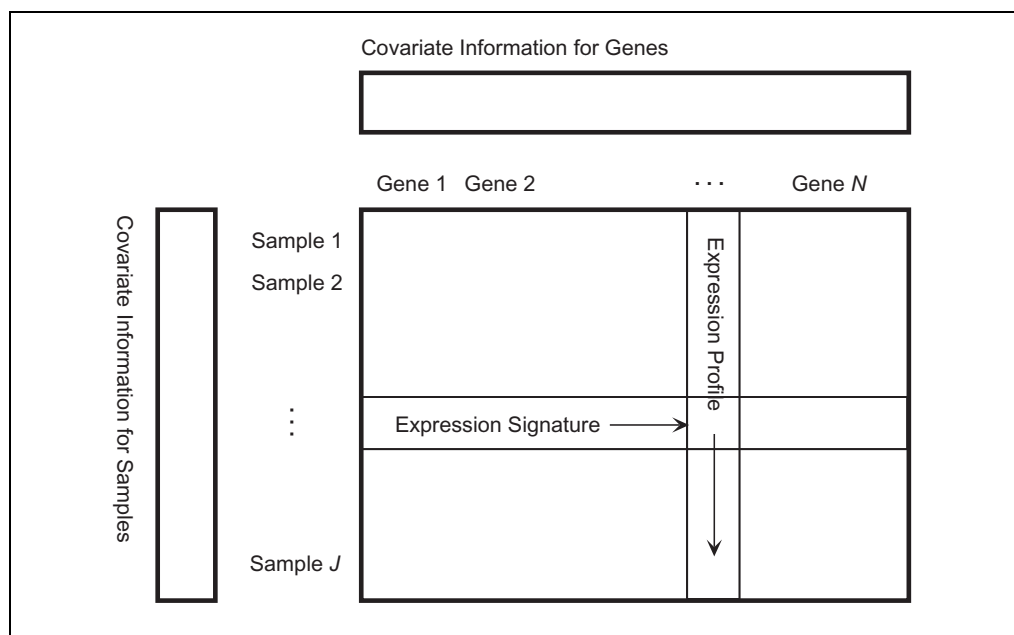 Covariate Information for Genes
Gene 1 Gene 2 ... Gene N
Covariate Information for Samples
Sample 1
Sample 2
...
Sample J
Expression Profile
Expression Signature